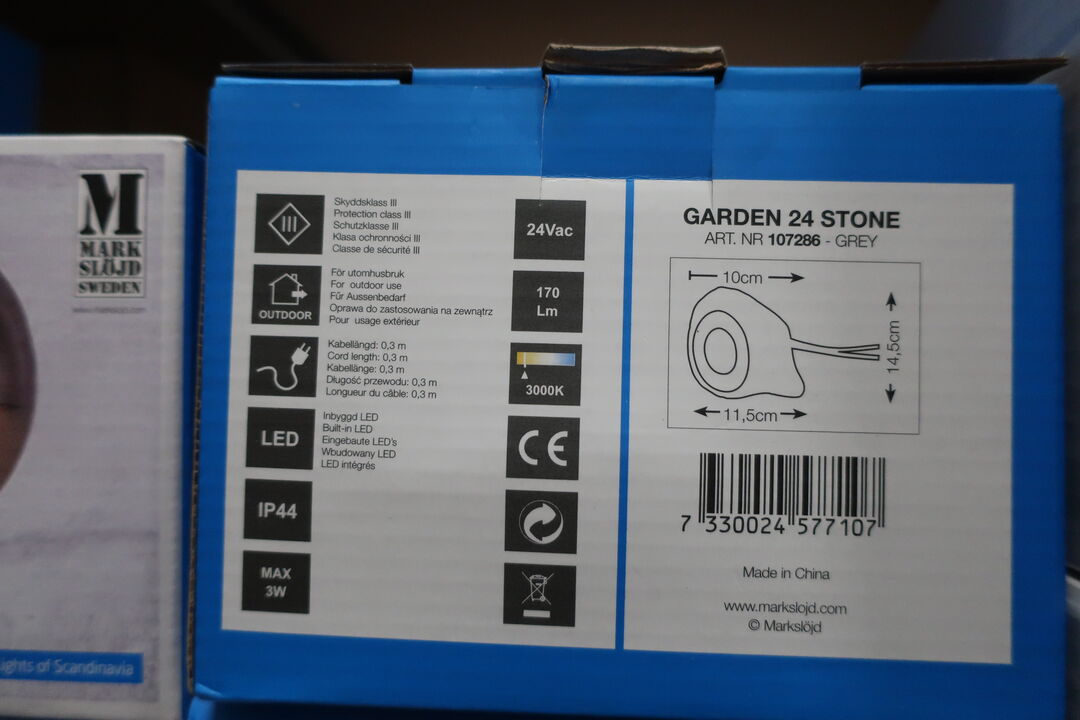 M
MARK
SLÖJD
SWEDEN
www.markslojd.com
ights of Scandinavia
III
Skyddsklass III
Protection class III
Schutzklasse III
Klasa ochronności III
Classe de sécurité III
OUTDOOR
För utomhusbruk
For outdoor use
Für Aussenbedarf
Oprawa do zastosowania na zewnątrz
Pour usage extérieur
Kabellängd: 0,3 m
Cord length: 0,3 m
Kabellänge: 0,3 m
Długość przewodu: 0,3 m
Longueur du câble: 0,3 m
LED
Inbyggd LED
Built-in LED
Eingebaute LED's
Wbudowany LED
LED intégrés
IP44
MAX
3W
24Vac
170
Lm
3000K
CE
GARDEN 24 STONE
ART. NR 107286 - GREY
10cm
14,5cm
11,5cm
7 330024 577107
Made in China
www.markslojd.com
© Markslöjd